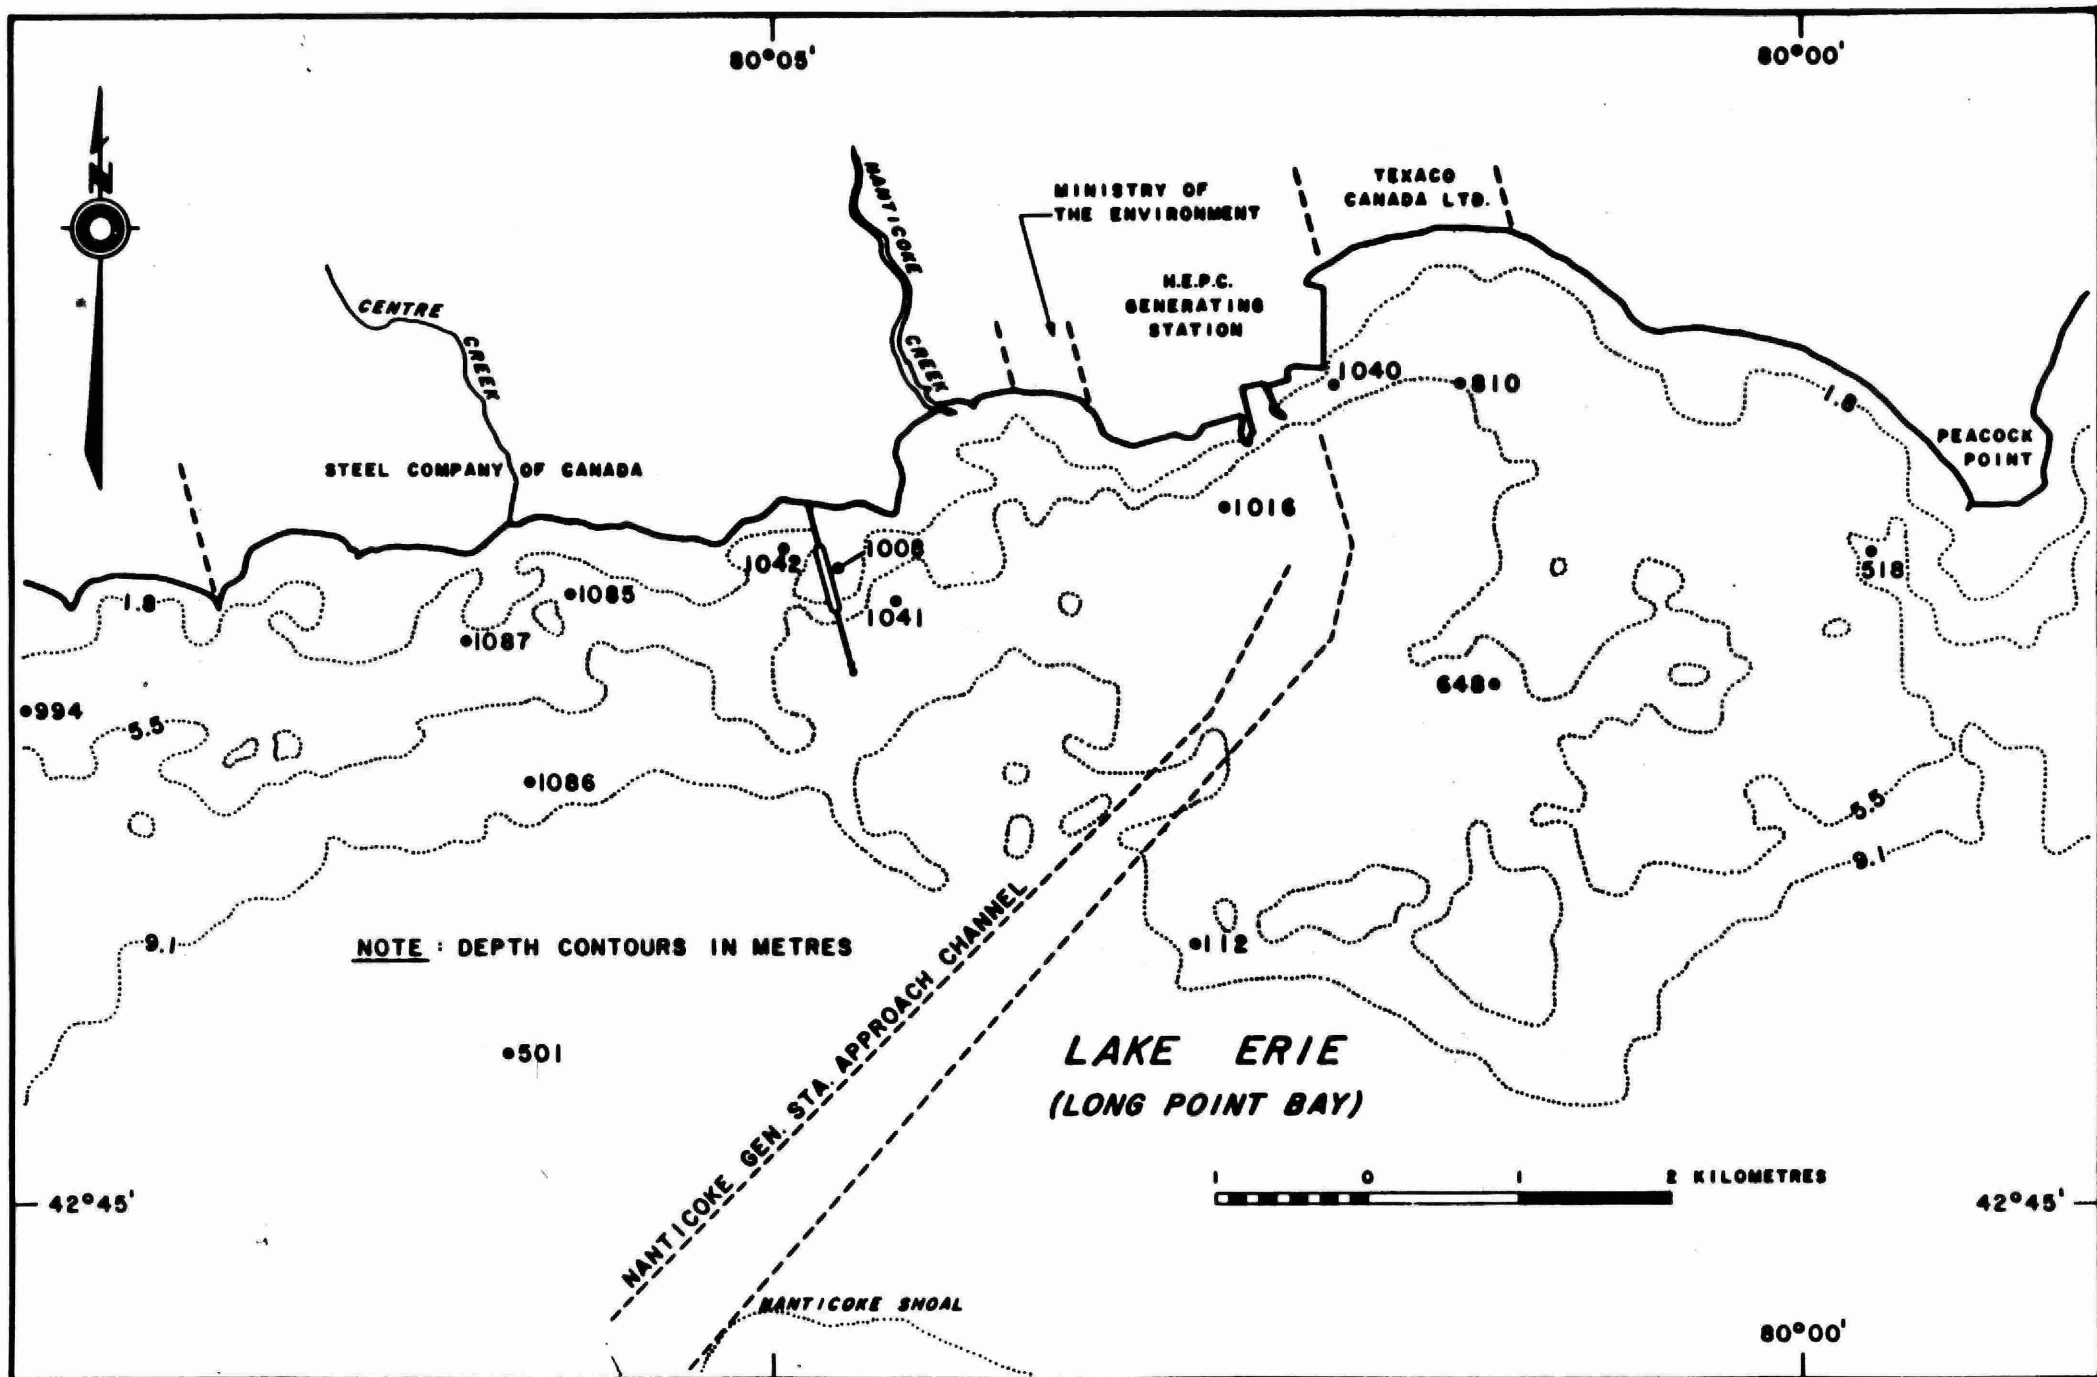 80°05'
80°00'
N
NANTICOKE
CREEK
MINISTRY OF
THE ENVIRONMENT
TEXACO
CANADA LTD.
H.E.P.C.
GENERATING
STATION
CENTRE
CREEK
1040
810
1.8
PEACOCK
POINT
STEEL COMPANY OF CANADA
1016
1042
1008
518
1.8
1085
1041
1087
648
994
5.5
1086
5.5
9.1
9.1
NOTE : DEPTH CONTOURS IN METRES
112
NANTICOKE GEN. STA. APPROACH CHANNEL
501
LAKE ERIE
(LONG POINT BAY)
1 0 1 2 KILOMETRES
42°45'
42°45'
NANTICOKE SHOAL
80°00'